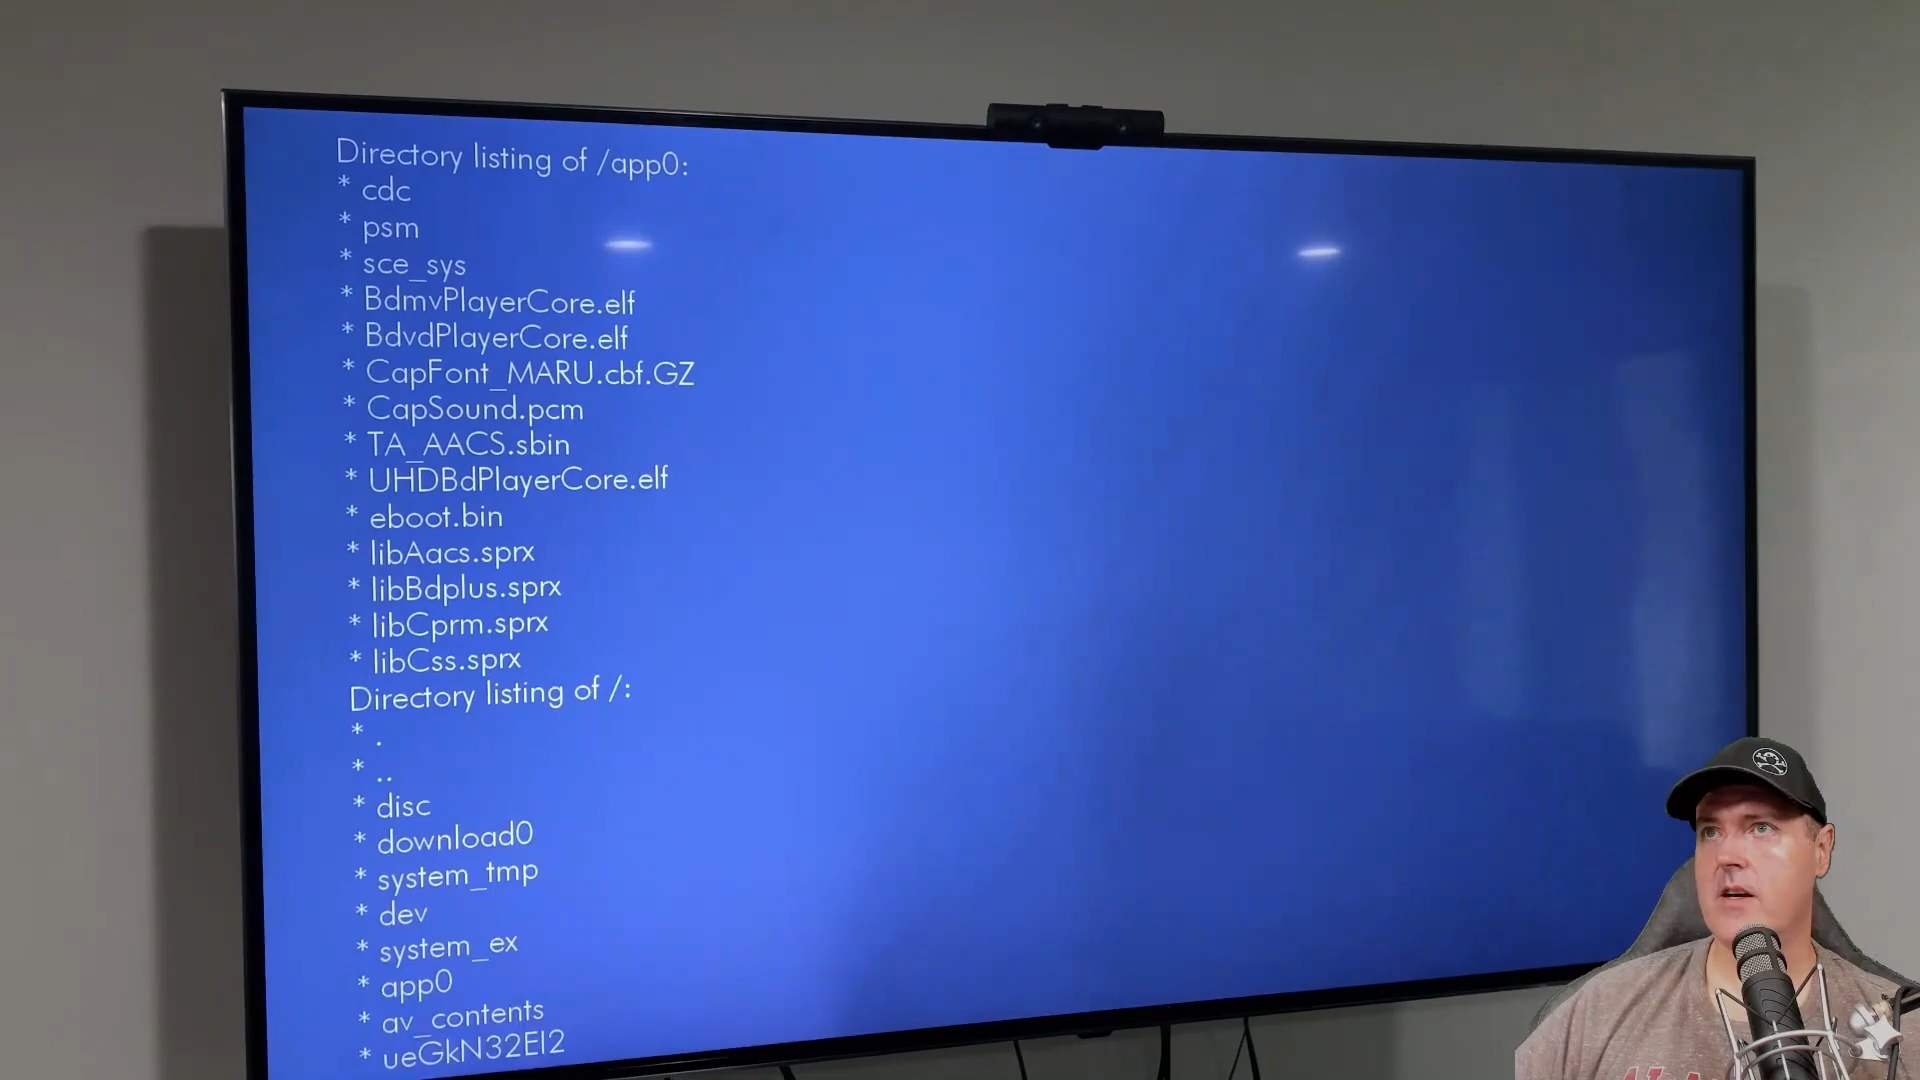 Directory listing of /app0:
* cdc
* psm
* sce_sys
* BdmvPlayerCore.elf
* BdvdPlayerCore.elf
* CapFont_MARU.cbf.GZ
* CapSound.pcm
* TA_AACS.sbin
* UHDBdPlayerCore.elf
* eboot.bin
* libAacs.sprx
* libBdplus.sprx
* libCprm.sprx
* libCss.sprx
Directory listing of /:
* .
* ..
* disc
* download0
* system_tmp
* dev
* system_ex
* app0
* av_contents
* ueGkN32EI2